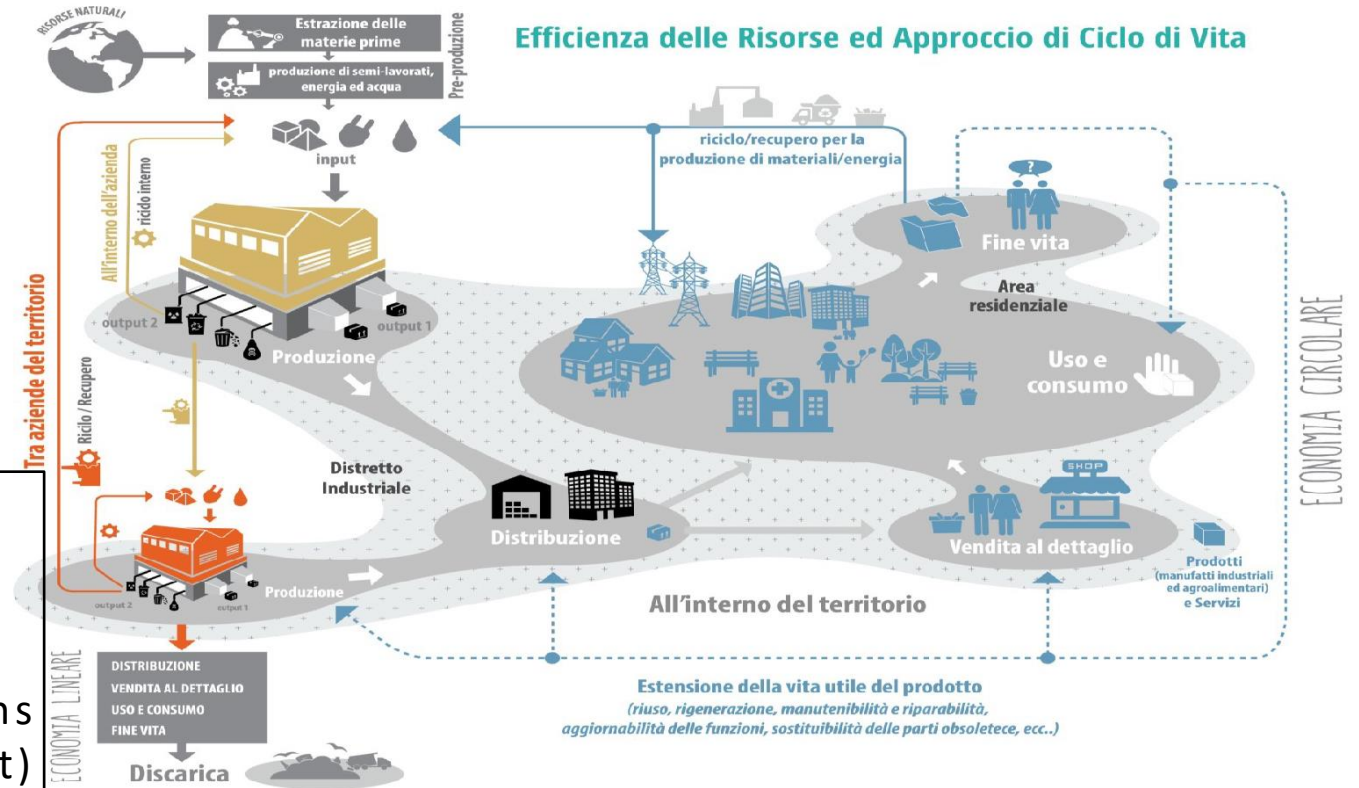 RISORSE NATURALI
Estrazione delle
materie prime
produzione di semi-lavorati,
energia ed acqua
Pre-produzione
Efficienza delle Risorse ed Approccio di Ciclo di Vita
input
riciclo/recupero per la
produzione di materiali/energia
All'interno dell'azienda
ricido interno
Tra aziende del territorio
Ricilo / Recupero
output 2
output 1
Produzione
?
Fine vita
Area
residenziale
Uso e
consumo
ECONOMIA CIRCOLARE
Distretto
Industriale
Distribuzione
SHOP
Vendita al dettaglio
Prodotti
(manufatti industriali
ed agroalimentari)
e Servizi
output 2
output 1
Produzione
All'interno del territorio
ECONOMIA LINEARE
DISTRIBUZIONE
VENDITA AL DETTAGLIO
USO E CONSUMO
FINE VITA
Discarica
Estensione della vita utile del prodotto
(riuso, rigenerazione, manutenibilità e riparabilità,
aggiornabilità delle funzioni, sostituibilità delle parti obsoletece, ecc..)
ns
t)